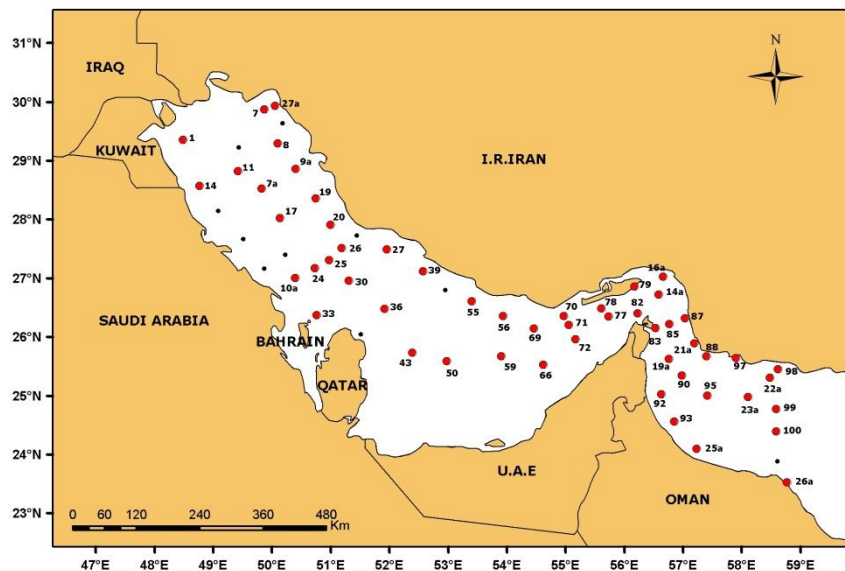 31°N
IRAQ
N
30°N
7
27a
KUWAIT
1
8
I.R.IRAN
29°N
11
9a
14
7a
19
28°N
17
20
26
27
27°N
25
24
39
16a
10a
30
79
14a
SAUDI ARABIA
36
55
70
78
82
87
33
56
71
77
26°N
BAHRAIN
69
83
85
72
21a
88
43
50
59
66
19a
97
98
QATAR
90
22a
25°N
92
95
23a
99
93
100
24°N
25a
U.A.E
26a
OMAN
0 60 120 240 360 480
Km
23°N
47°E 48°E 49°E 50°E 51°E 52°E 53°E 54°E 55°E 56°E 57°E 58°E 59°E